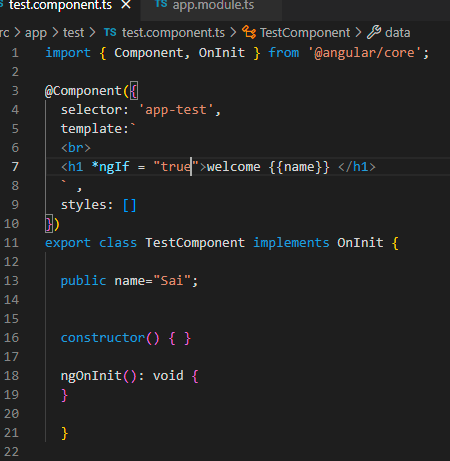 test.component.ts X TS app.module.ts
rc > app > test > TS test.component.ts > TestComponent > data
1 import { Component, OnInit } from '@angular/core';
2
3 @Component({
4 selector: 'app-test',
5 template:`
6 <br>
7 <h1 *ngIf = "true">welcome {{name}} </h1>
8 ` ,
9 styles: []
10 })
11 export class TestComponent implements OnInit {
12
13 public name="Sai";
14
15
16 constructor() { }
17
18 ngOnInit(): void {
19 }
20
21 }
22